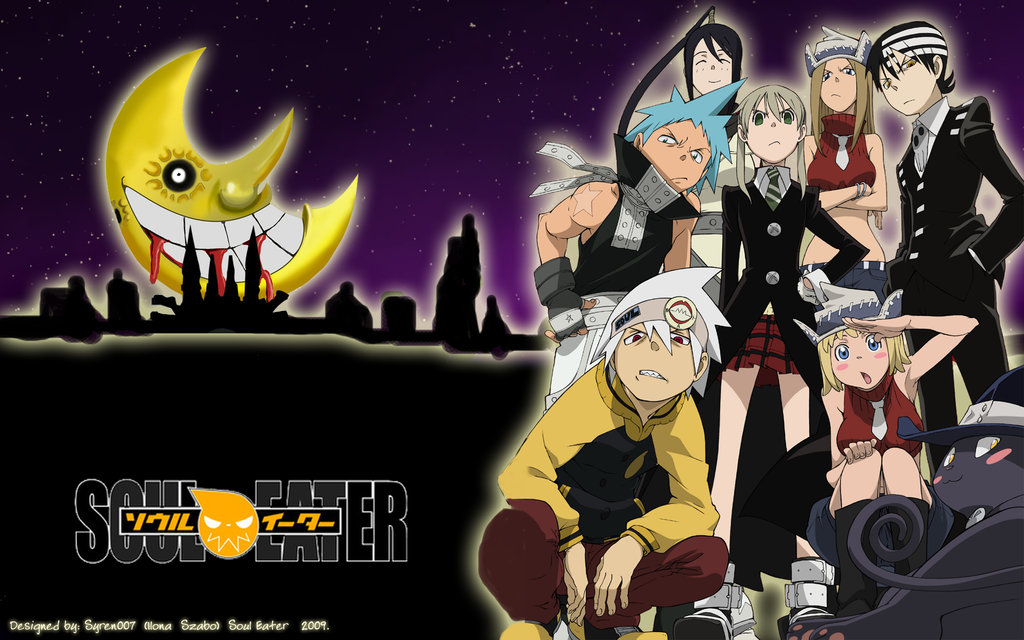 SOUL EATER
ソウルイーター
Designed by: Syren007 (Ilona Szabo) Soul Eater 2009.